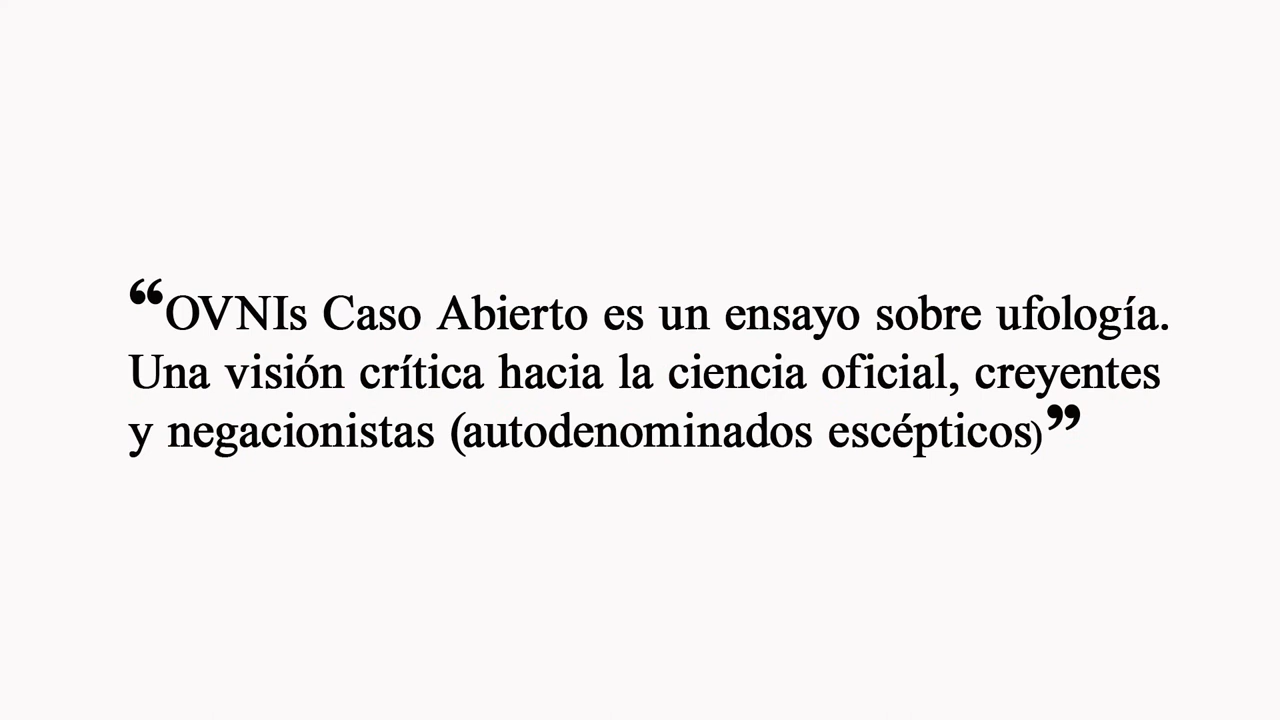 “OVNIs Caso Abierto es un ensayo sobre ufología.
Una visión crítica hacia la ciencia oficial, creyentes
y negacionistas (autodenominados escépticos)”